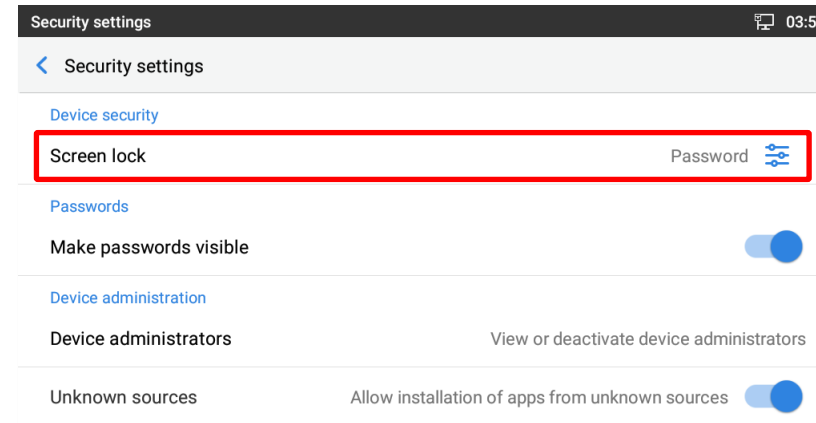 Security settings 03:5
Security settings
Device security
Screen lock Password
Passwords
Make passwords visible
Device administration
Device administrators View or deactivate device administrators
Unknown sources Allow installation of apps from unknown sources